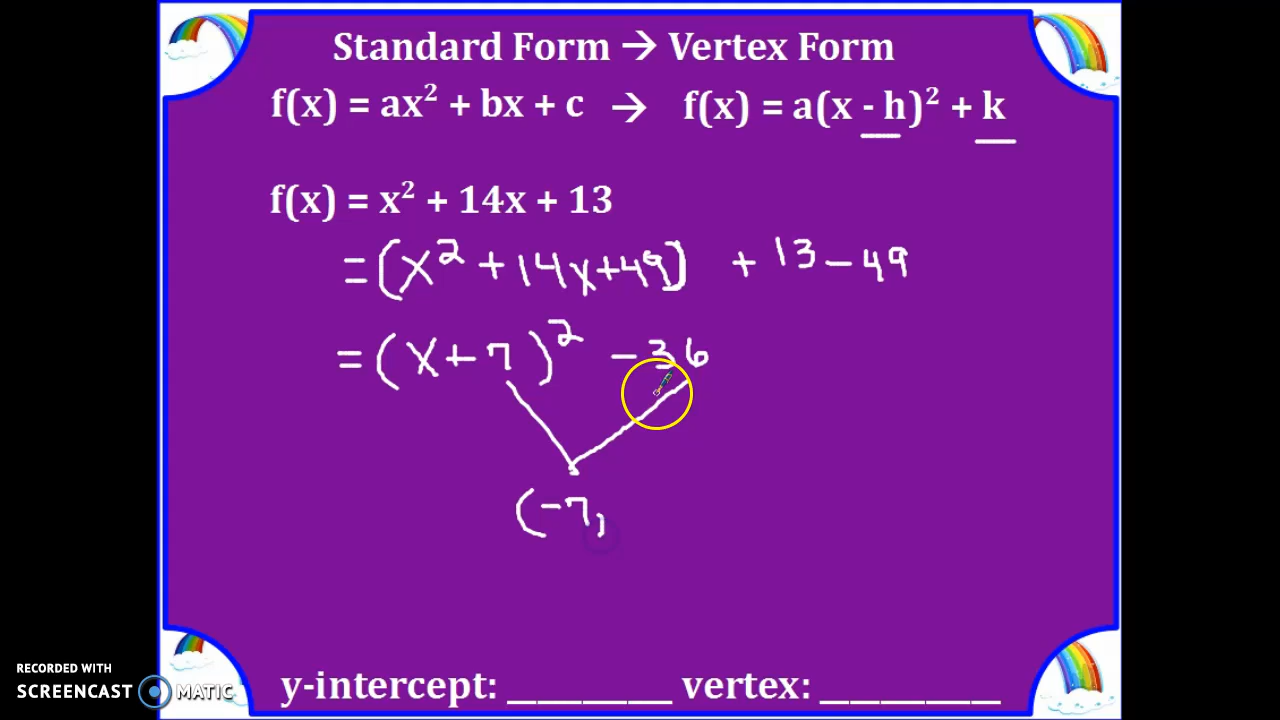 Standard Form → Vertex Form
f(x) = ax² + bx + c → f(x) = a(x - h)² + k
f(x) = x² + 14x + 13
= (x² + 14x + 49) + 13 - 49
= (x + 7)² - 36
(-7,
RECORDED WITH
SCREENCAST MATIC
y-intercept: ________ vertex: _________